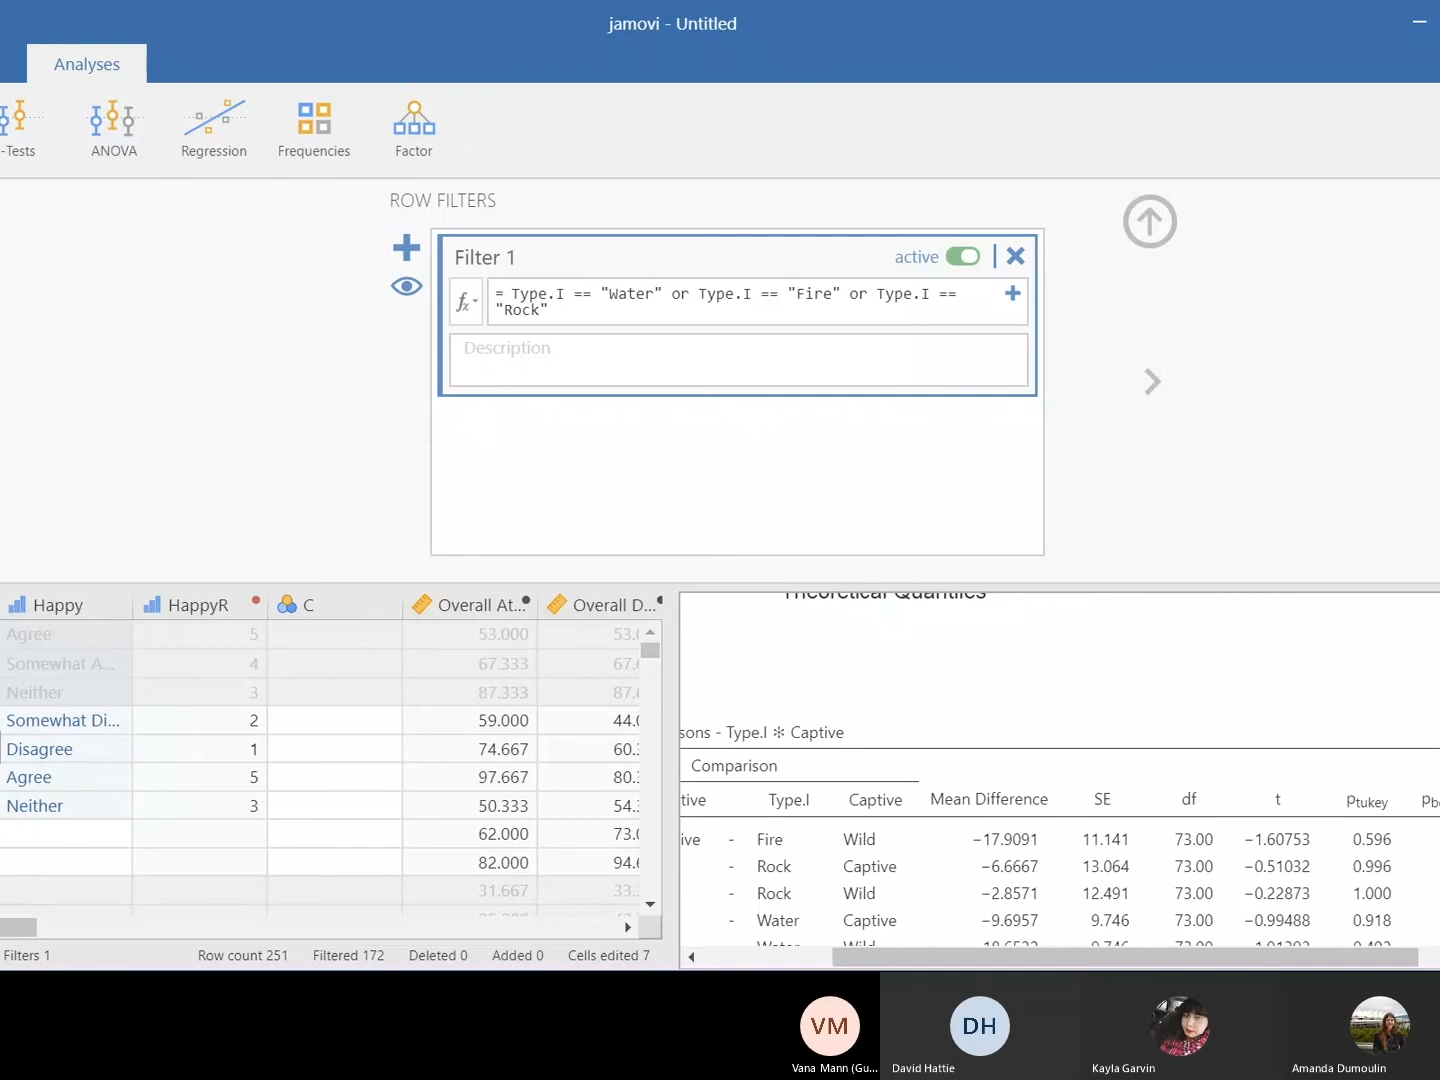 jamovi - Untitled
Analyses
-Tests
ANOVA
Regression
Frequencies
Factor
ROW FILTERS
Filter 1
active
fx
= Type.I == "Water" or Type.I == "Fire" or Type.I ==
"Rock"
Description
Happy HappyR C Overall At... Overall D...
Agree 5 53.000 53.(
Somewhat A... 4 67.333 67.(
Neither 3 87.333 87.(
Somewhat Di... 2 59.000 44.(
Disagree 1 74.667 60.:
Agree 5 97.667 80.:
Neither 3 50.333 54.:
62.000 73.(
82.000 94.(
31.667 33.:
Filters 1 Row count 251 Filtered 172 Deleted 0 Added 0 Cells edited 7
Theoretical Quantiles
sons - Type.I ✻ Captive
Comparison
tive Type.I Captive Mean Difference SE df t ptukey pb
ive - Fire Wild −17.9091 11.141 73.00 −1.60753 0.596
- Rock Captive −6.6667 13.064 73.00 −0.51032 0.996
- Rock Wild −2.8571 12.491 73.00 −0.22873 1.000
- Water Captive −9.6957 9.746 73.00 −0.99488 0.918
VM
DH
Vana Mann (Gu...
David Hattie
Kayla Garvin
Amanda Dumoulin